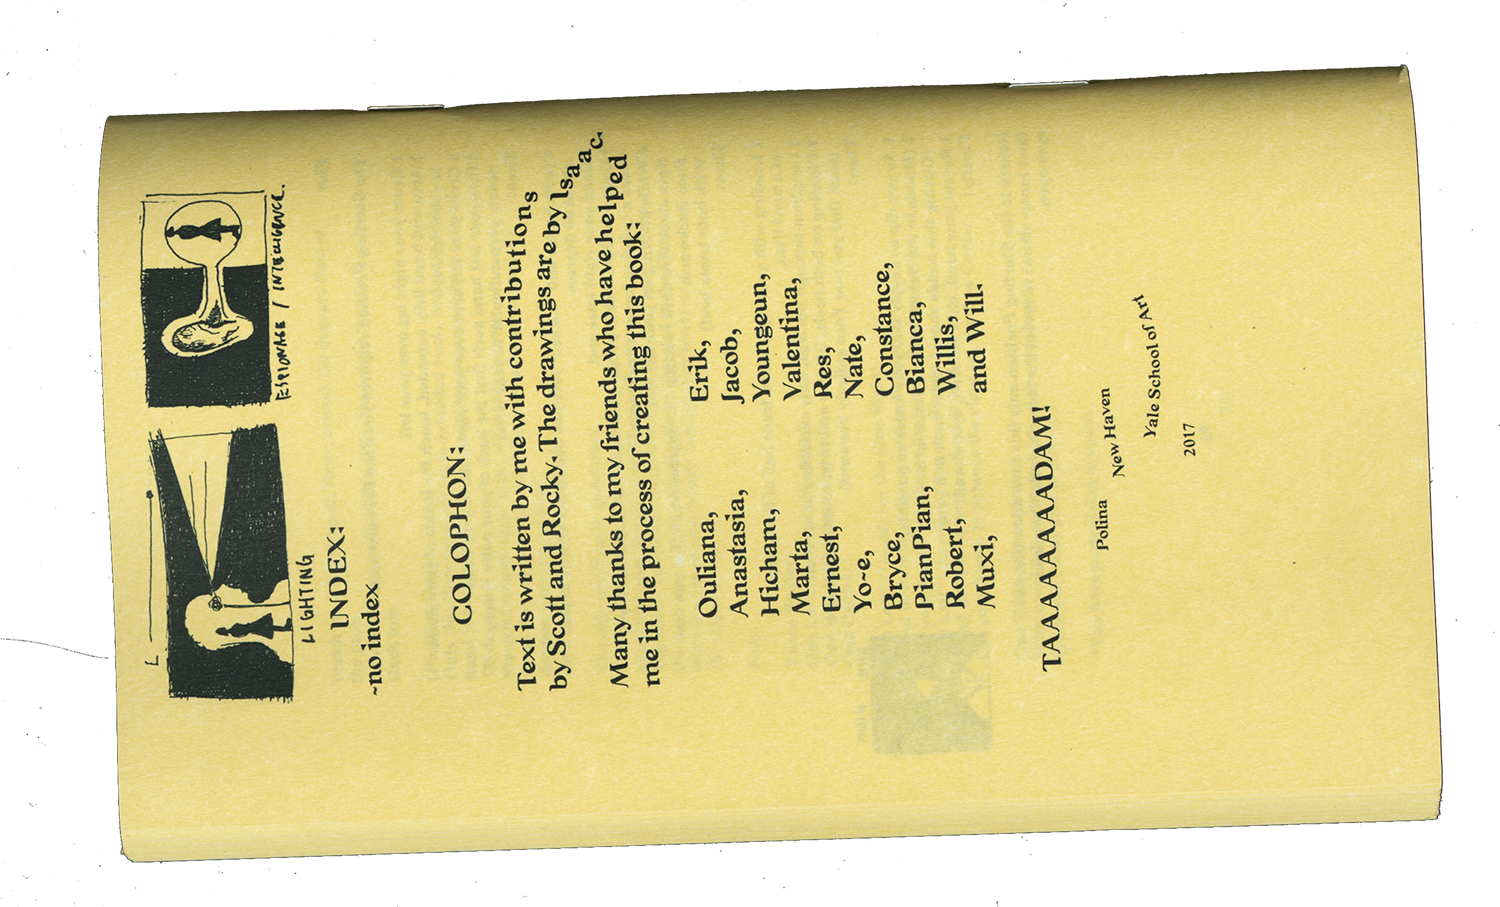 LIGHTING
ESPIONAGE / INTELLIGENCE.
INDEX:
~no index
COLOPHON:
Text is written by me with contributions
by Scott and Rocky. The drawings are by Isaac.
Many thanks to my friends who have helped
me in the process of creating this book:
Ouliana,
Anastasia,
Hicham,
Marta,
Ernest,
Yo~e,
Bryce,
PianPian,
Robert,
Muxi,
Erik,
Jacob,
Youngeun,
Valentina,
Res,
Nate,
Constance,
Bianca,
Willis,
and Will.
TAAAAAAAAADAM!
Polina
New Haven
Yale School of Art
2017